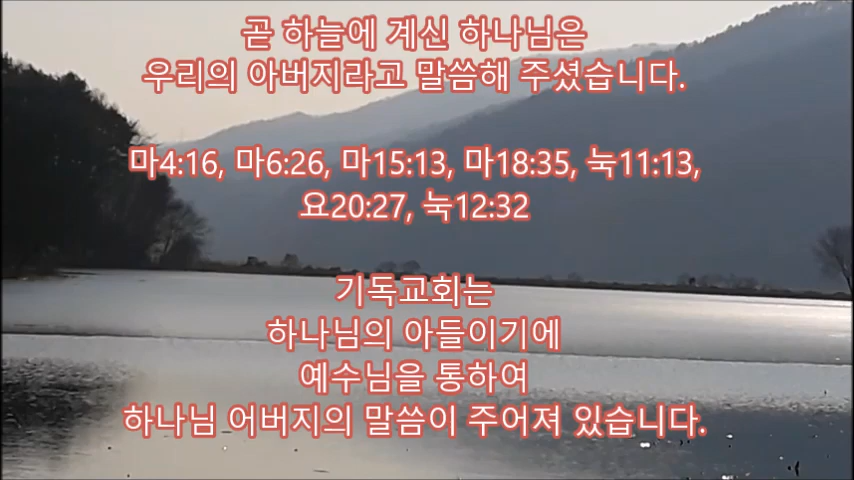 곧 하늘에 계신 하나님은
우리의 아버지라고 말씀해 주셨습니다.
마4:16, 마6:26, 마15:13, 마18:35, 눅11:13,
요20:27, 눅12:32
기독교회는
하나님의 아들이기에
예수님을 통하여
하나님 어버지의 말씀이 주어져 있습니다.